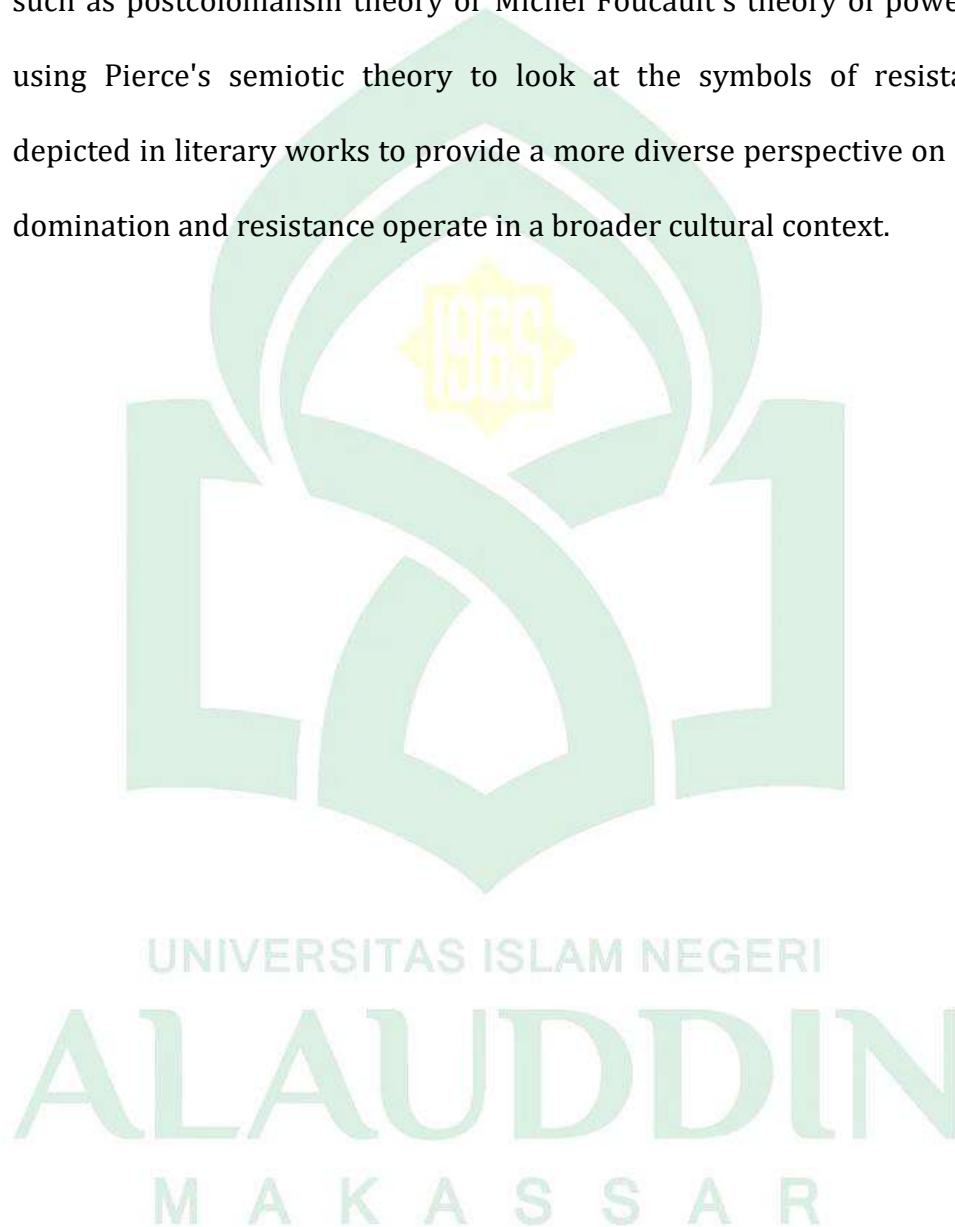 such as postcolonialism theory or Michel Foucault's theory of powe
using Pierce's semiotic theory to look at the symbols of resista
depicted in literary works to provide a more diverse perspective on
domination and resistance operate in a broader cultural context.
1965
UNIVERSITAS ISLAM NEGERI
ALAUDDIN
MAKASSAR